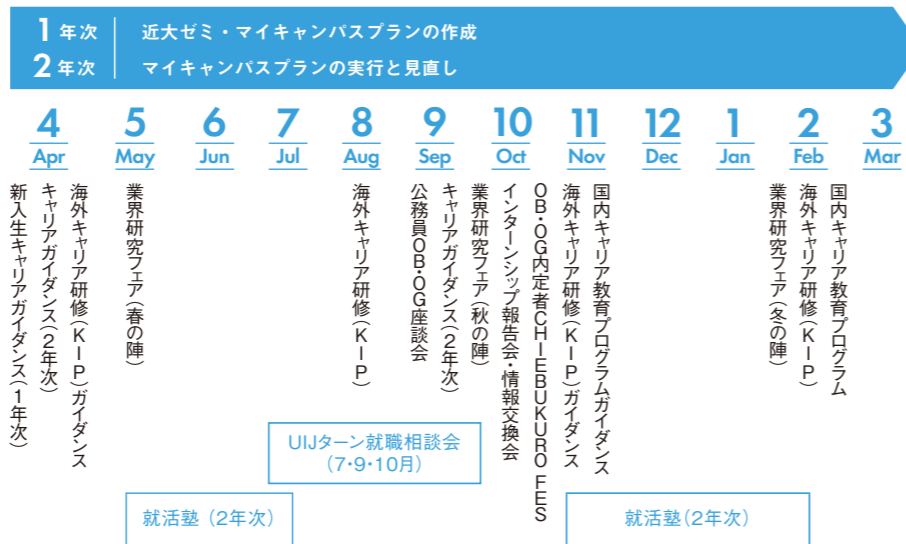 1年次 近大ゼミ・マイキャンパスプランの作成
2年次 マイキャンパスプランの実行と見直し
4
Apr
5
May
6
Jun
7
Jul
8
Aug
9
Sep
10
Oct
11
Nov
12
Dec
1
Jan
2
Feb
3
Mar
海外キャリア研修(KIP)ガイダンス
キャリアガイダンス(2年次)
新入生キャリアガイダンス(1年次)
業界研究フェア(春の陣)
海外キャリア研修(KIP)
キャリアガイダンス(2年次)
公務員OB・OG座談会
OB・OG内定者CHIEBUKURO FES
インターンシップ報告会・情報交換会
業界研究フェア(秋の陣)
国内キャリア教育プログラムガイダンス
海外キャリア研修(KIP)ガイダンス
国内キャリア教育プログラム
海外キャリア研修(KIP)
業界研究フェア(冬の陣)
UIJターン就職相談会
(7・9・10月)
就活塾(2年次)
就活塾(2年次)